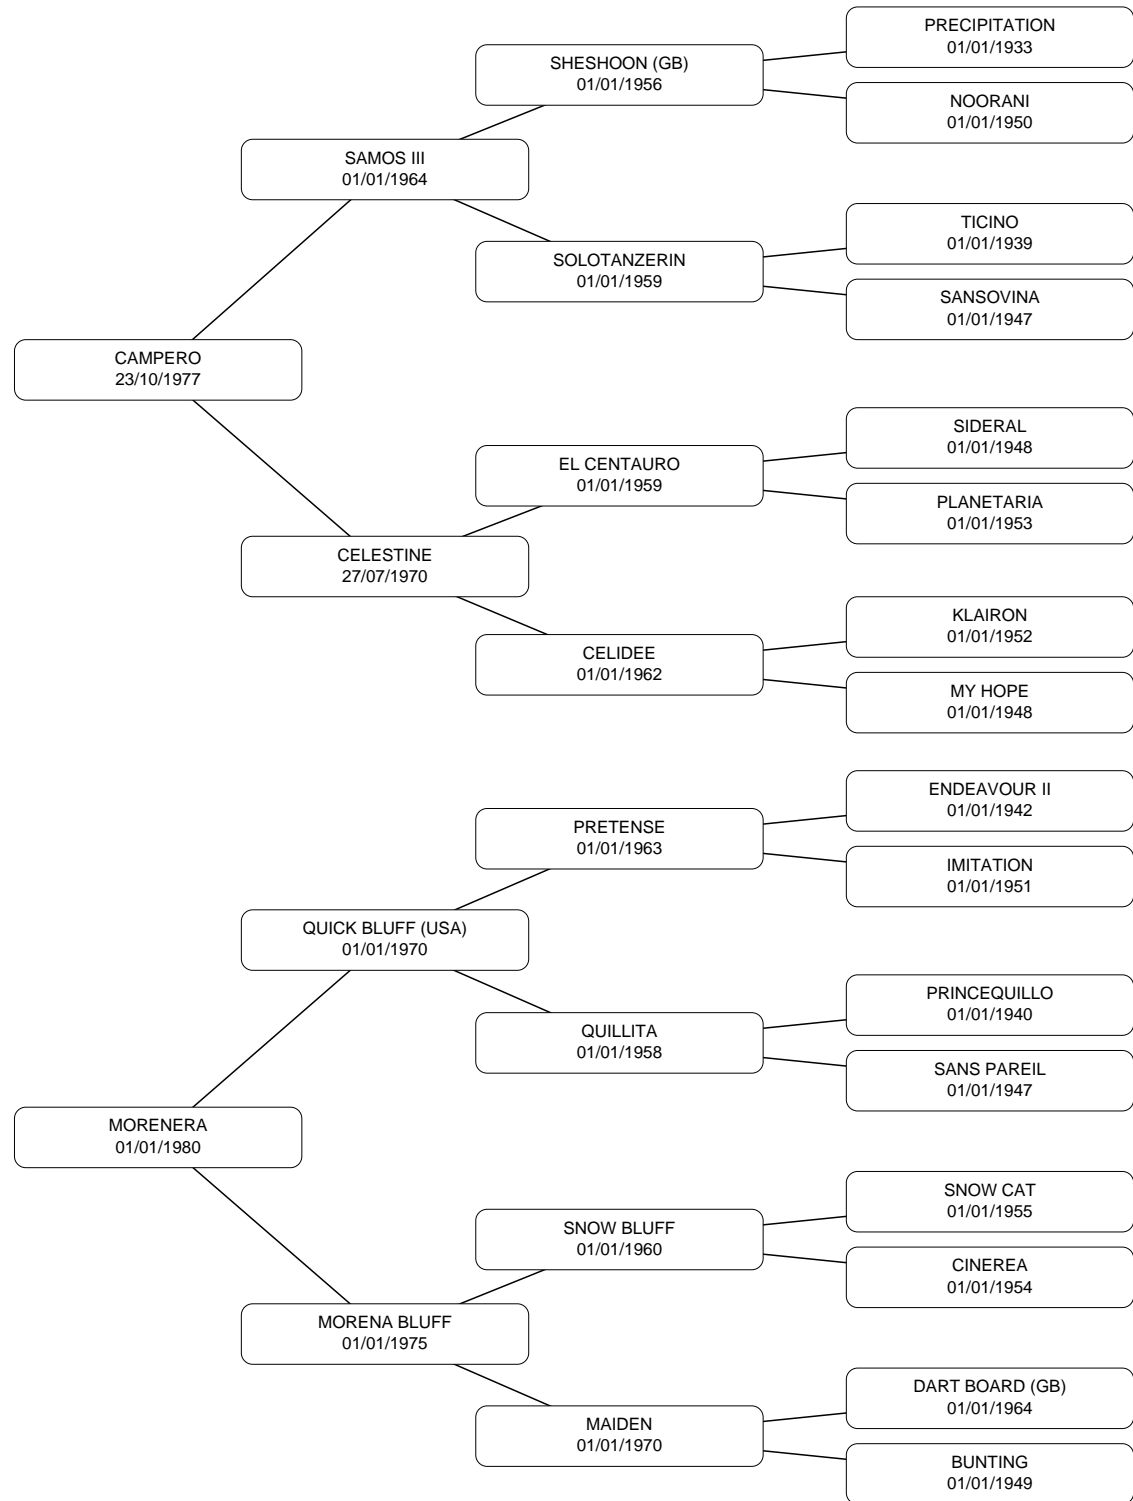 PRECIPITATION
01/01/1933
SHESHOON (GB)
01/01/1956
NOORANI
01/01/1950
SAMOS III
01/01/1964
TICINO
01/01/1939
SOLOTANZERIN
01/01/1959
SANSOVINA
01/01/1947
CAMPERO
23/10/1977
SIDERAL
01/01/1948
EL CENTAURO
01/01/1959
PLANETARIA
01/01/1953
CELESTINE
27/07/1970
KLAIRON
01/01/1952
CELIDEE
01/01/1962
MY HOPE
01/01/1948
ENDEAVOUR II
01/01/1942
PRETENSE
01/01/1963
IMITATION
01/01/1951
QUICK BLUFF (USA)
01/01/1970
PRINCEQUILLO
01/01/1940
QUILLITA
01/01/1958
SANS PAREIL
01/01/1947
MORENERA
01/01/1980
SNOW CAT
01/01/1955
SNOW BLUFF
01/01/1960
CINEREA
01/01/1954
MORENA BLUFF
01/01/1975
DART BOARD (GB)
01/01/1964
MAIDEN
01/01/1970
BUNTING
01/01/1949